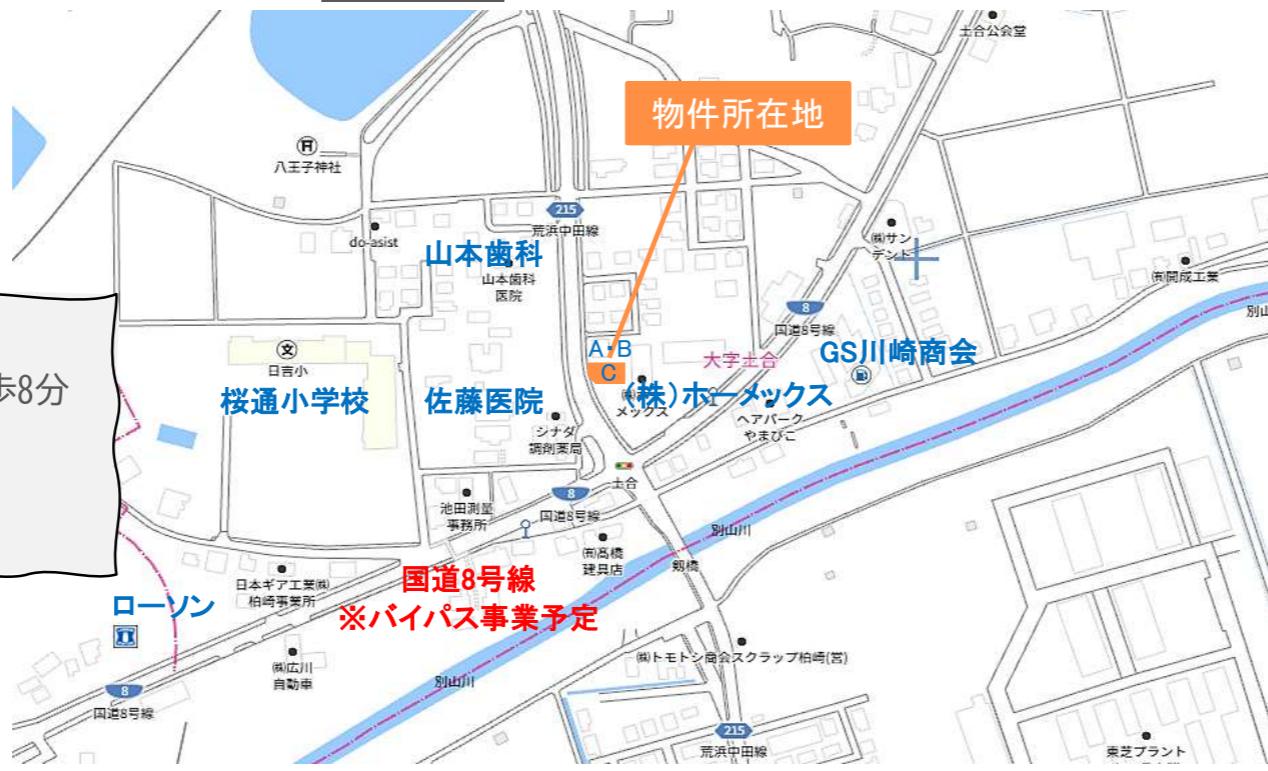 土合公会堂
物件所在地
八王子神社
215
荒浜中田線
do-asist
山本歯科
山本歯科
医院
㈱サン
デント
㈲開成工業
8
国道8号線
別山
歩8分
文
日吉小
桜通小学校
佐藤医院
A・B
C
大字土合
GS川崎商会
(株)ホーメックス
メックス
ヘアパーク
やまびこ
シナダ
調剤薬局
土合
池田測量
事務所
8
国道8号線
㈲髙橋
建具店
別山川
剱橋
日本ギア工業㈱
柏崎事業所
国道8号線
※バイパス事業予定
ローソン
㈱広川
自動車
別山川
㈱トモトシ商会スクラップ柏崎(営)
8
国道8号線
215
荒浜中田線
東芝プラント